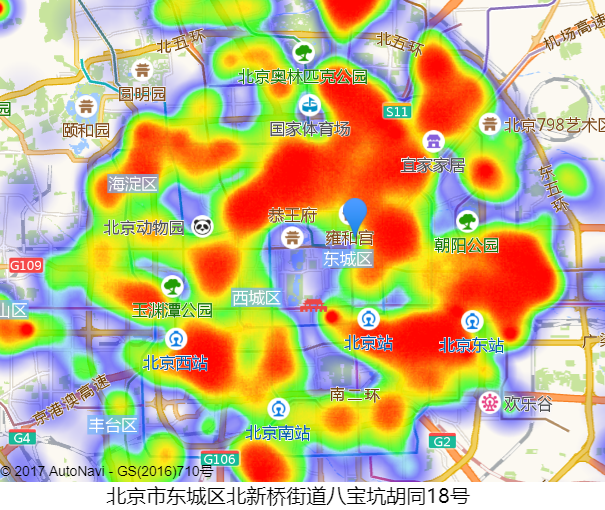 北五环
北五环
机场高速
北京奥林匹克公园
圆明园
颐和园
园
国家体育场
S11
北京798艺术区
宜家家居
东五环
海淀区
恭王府
北京动物园
雍和宫
朝阳公园
东城区
G109
西城区
玉渊潭公园
山区
北京站
北京东站
广渠
北京西站
南二环
京港澳高速
欢乐谷
丰台区
北京南站
G4
G2
G106
© 2017 AutoNavi - GS(2016)710号
北京市东城区北新桥街道八宝坑胡同18号